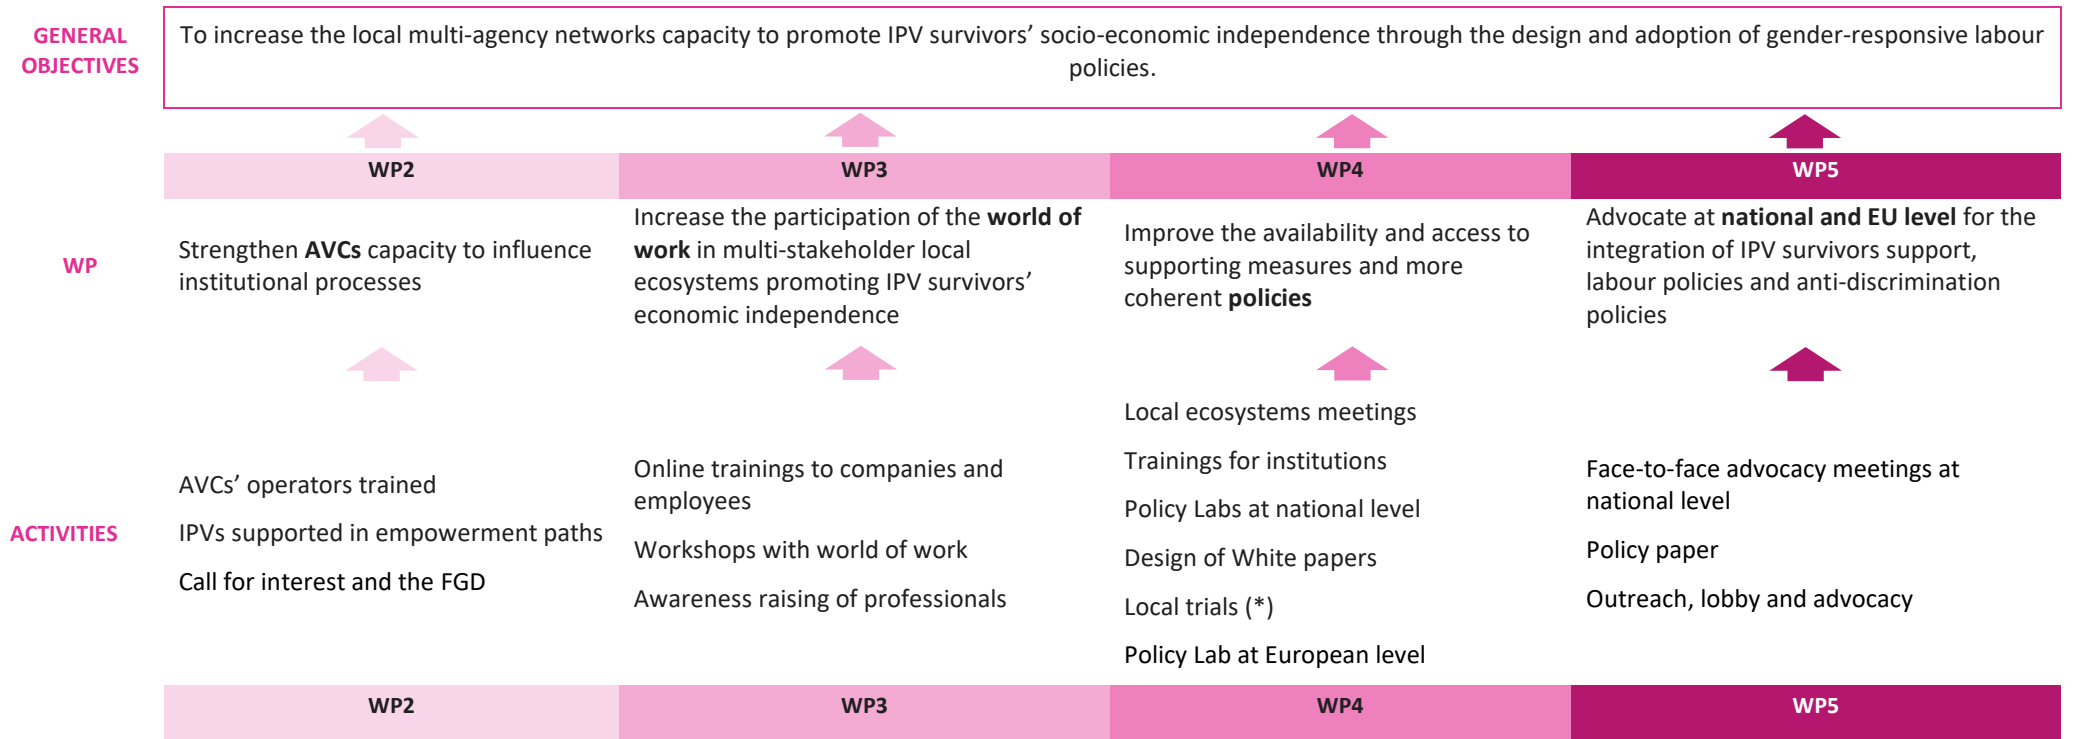 GENERAL
OBJECTIVES
To increase the local multi-agency networks capacity to promote IPV survivors’ socio-economic independence through the design and adoption of gender-responsive labour
policies.
WP2
WP3
WP4
WP5
WP
Strengthen AVCs capacity to influence
institutional processes
Increase the participation of the world of
work in multi-stakeholder local
ecosystems promoting IPV survivors’
economic independence
Improve the availability and access to
supporting measures and more
coherent policies
Advocate at national and EU level for the
integration of IPV survivors support,
labour policies and anti-discrimination
policies
ACTIVITIES
AVCs’ operators trained
IPVs supported in empowerment paths
Call for interest and the FGD
Online trainings to companies and
employees
Workshops with world of work
Awareness raising of professionals
Local ecosystems meetings
Trainings for institutions
Policy Labs at national level
Design of White papers
Local trials (*)
Policy Lab at European level
Face-to-face advocacy meetings at
national level
Policy paper
Outreach, lobby and advocacy
WP2
WP3
WP4
WP5